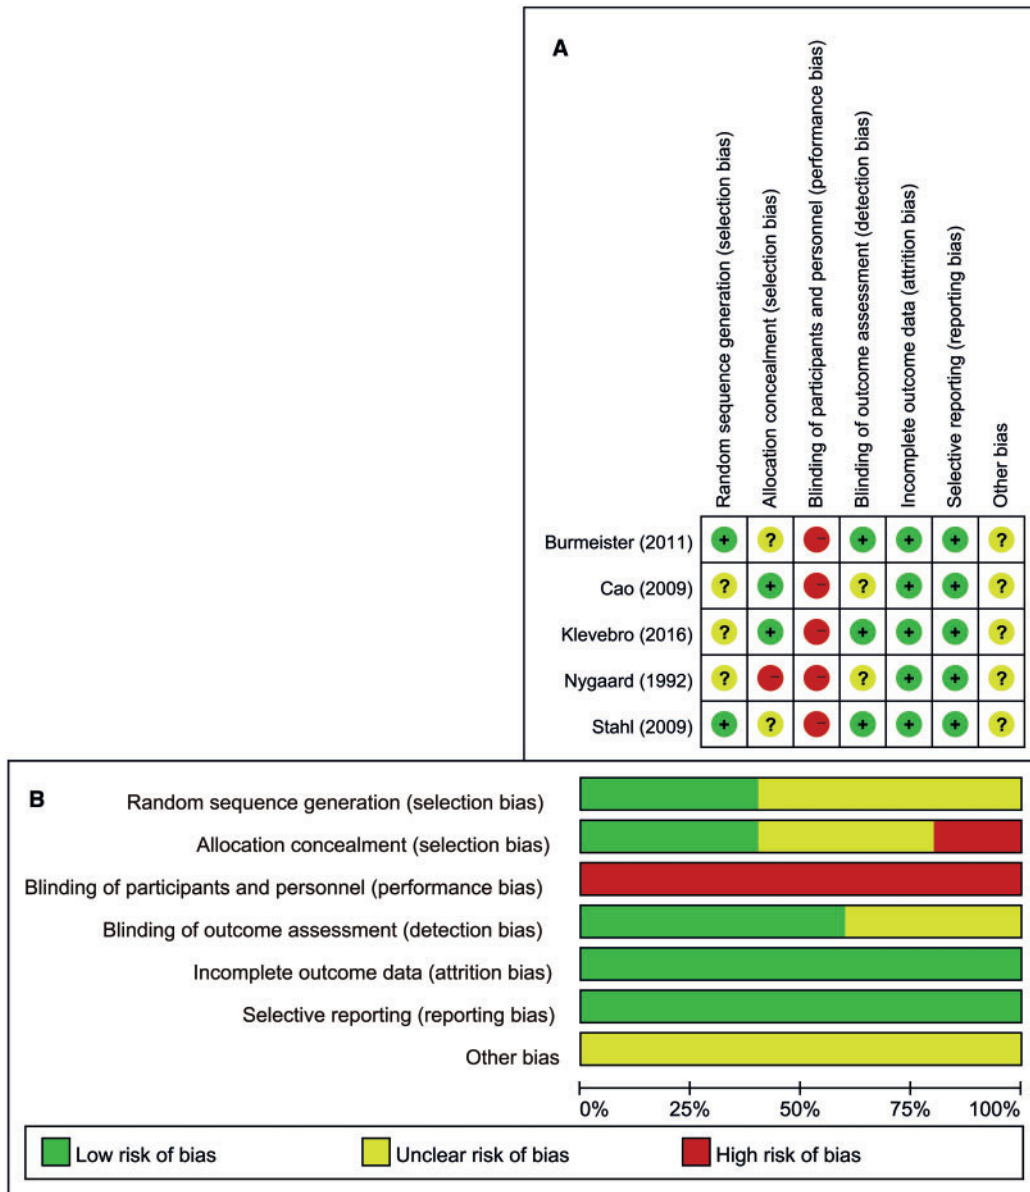 A
Random sequence generation (selection bias)
Allocation concealment (selection bias)
Blinding of participants and personnel (performance bias)
Blinding of outcome assessment (detection bias)
Incomplete outcome data (attrition bias)
Selective reporting (reporting bias)
Other bias
Burmeister (2011) + ? − + + + ?
Cao (2009) ? + − ? + + ?
Klevebro (2016) ? + − + + + ?
Nygaard (1992) ? − − ? + + ?
Stahl (2009) + ? − + + + ?
B
Random sequence generation (selection bias)
Allocation concealment (selection bias)
Blinding of participants and personnel (performance bias)
Blinding of outcome assessment (detection bias)
Incomplete outcome data (attrition bias)
Selective reporting (reporting bias)
Other bias
0% 25% 50% 75% 100%
Low risk of bias Unclear risk of bias High risk of bias